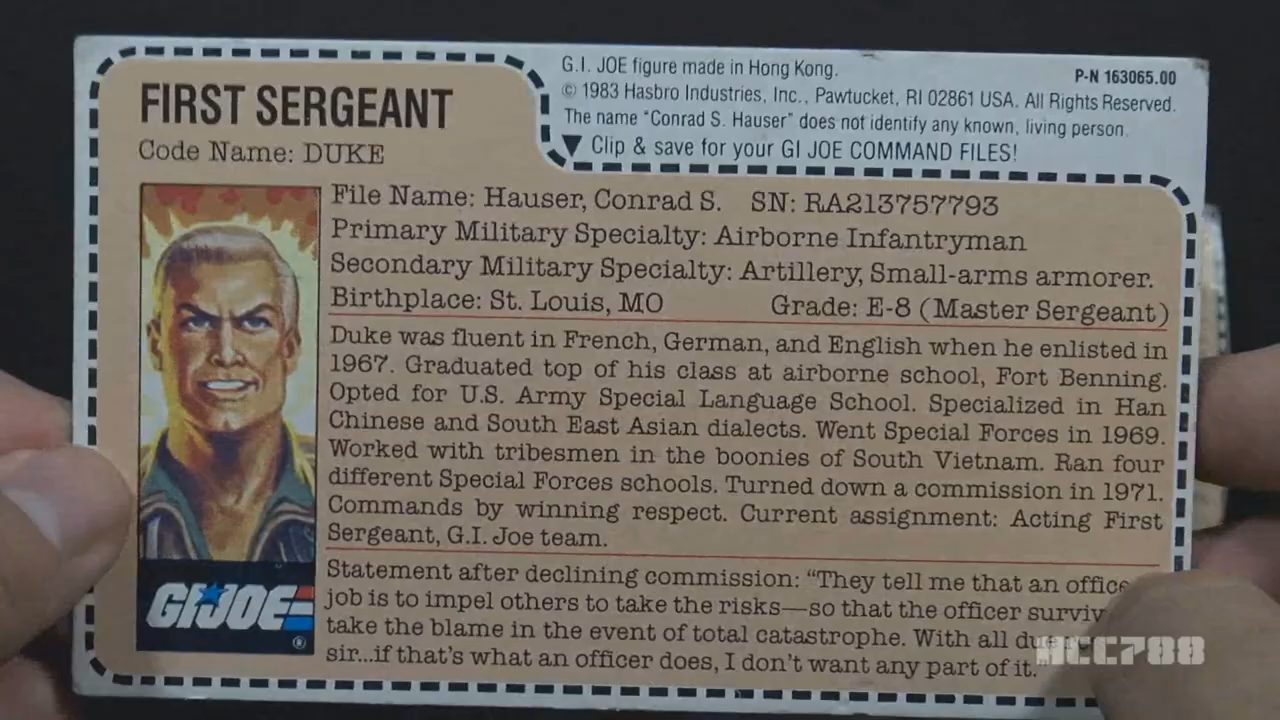 FIRST SERGEANT
Code Name: DUKE
G.I. JOE figure made in Hong Kong.
P-N 163065.00
© 1983 Hasbro Industries, Inc., Pawtucket, RI 02861 USA. All Rights Reserved.
The name "Conrad S. Hauser" does not identify any known, living person.
▼ Clip & save for your GI JOE COMMAND FILES!
File Name: Hauser, Conrad S. SN: RA213757793
Primary Military Specialty: Airborne Infantryman
Secondary Military Specialty: Artillery, Small-arms armorer.
Birthplace: St. Louis, MO Grade: E-8 (Master Sergeant)
Duke was fluent in French, German, and English when he enlisted in
1967. Graduated top of his class at airborne school, Fort Benning.
Opted for U.S. Army Special Language School. Specialized in Han
Chinese and South East Asian dialects. Went Special Forces in 1969.
Worked with tribesmen in the boonies of South Vietnam. Ran four
different Special Forces schools. Turned down a commission in 1971.
Commands by winning respect. Current assignment: Acting First
Sergeant, G.I. Joe team.
Statement after declining commission: "They tell me that an
job is to impel others to take the risks—so that the officer
take the blame in the event of total catastrophe. With all
sir...if that's what an officer does, I don't want any part of it.
GI JOE
®
HCC788